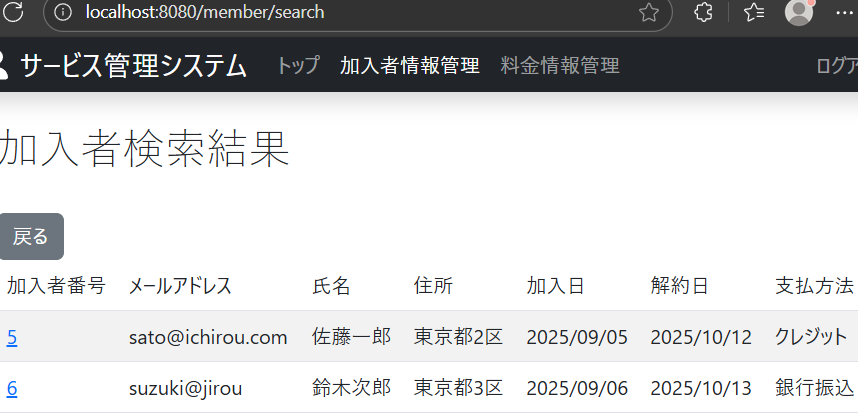 localhost:8080/member/search
サービス管理システム トップ 加入者情報管理 料金情報管理 ログア
加入者検索結果
戻る
加入者番号 メールアドレス 氏名 住所 加入日 解約日 支払方法
5 sato@ichirou.com 佐藤一郎 東京都2区 2025/09/05 2025/10/12 クレジット
6 suzuki@jirou 鈴木次郎 東京都3区 2025/09/06 2025/10/13 銀行振込